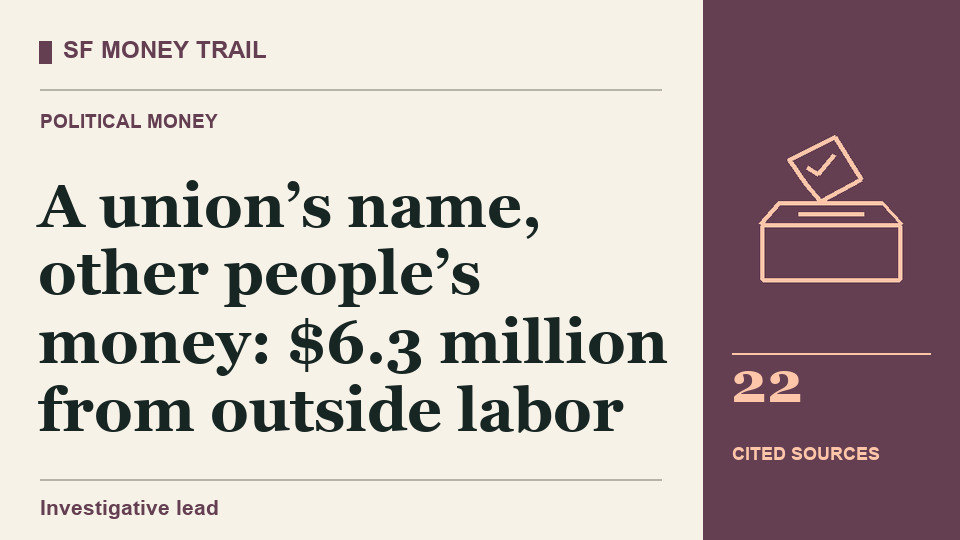 SF MONEY TRAIL
POLITICAL MONEY
A union’s name,
other people’s
money: $6.3 million
from outside labor
Investigative lead
22
CITED SOURCES